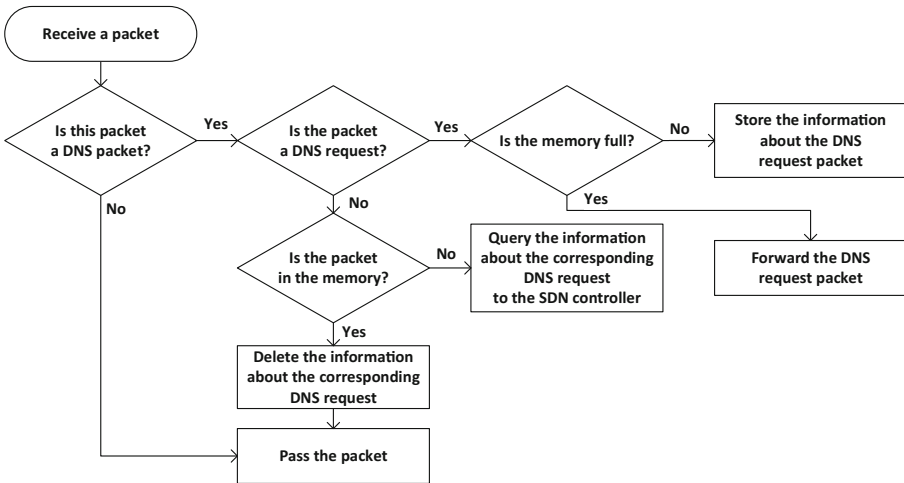 Receive a packet
Is this packet
a DNS packet?
Yes
Is the packet
a DNS request?
Yes
Is the memory full?
No
Store the information
about the DNS
request packet
No
No
Yes
Is the packet
in the memory?
No
Query the information
about the corresponding
DNS request
to the SDN controller
Forward the DNS
request packet
Yes
Delete the information
about the corresponding
DNS request
Pass the packet